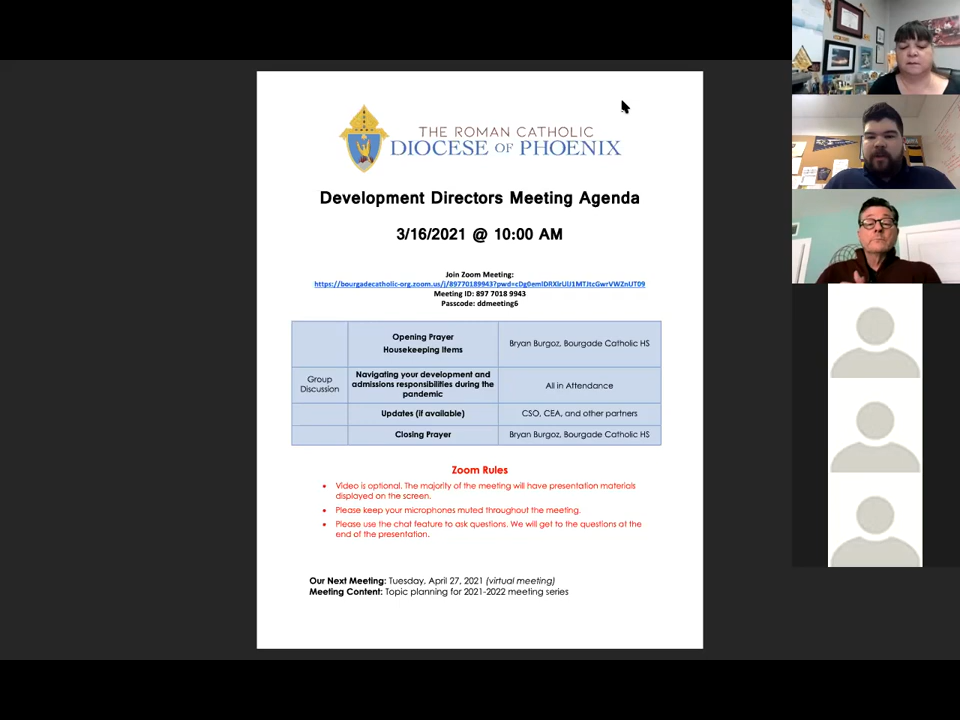 THE ROMAN CATHOLIC
DIOCESE OF PHOENIX
Development Directors Meeting Agenda
3/16/2021 @ 10:00 AM
Join Zoom Meeting:
Meeting ID: 897 7018 9943
Passcode: ddmeeting6
Opening Prayer
Housekeeping Items
Bryan Burgoz, Bourgade Catholic HS
Group
Discussion
Navigating your development and
admissions responsibilities during the
pandemic
All in Attendance
Updates (if available)
CSO, CEA, and other partners
Closing Prayer
Bryan Burgoz, Bourgade Catholic HS
Zoom Rules
• Video is optional. The majority of the meeting will have presentation materials
displayed on the screen.
• Please keep your microphones muted throughout the meeting.
• Please use the chat feature to ask questions. We will get to the questions at the
end of the presentation.
Our Next Meeting: Tuesday, April 27, 2021 (virtual meeting)
Meeting Content: Topic planning for 2021-2022 meeting series